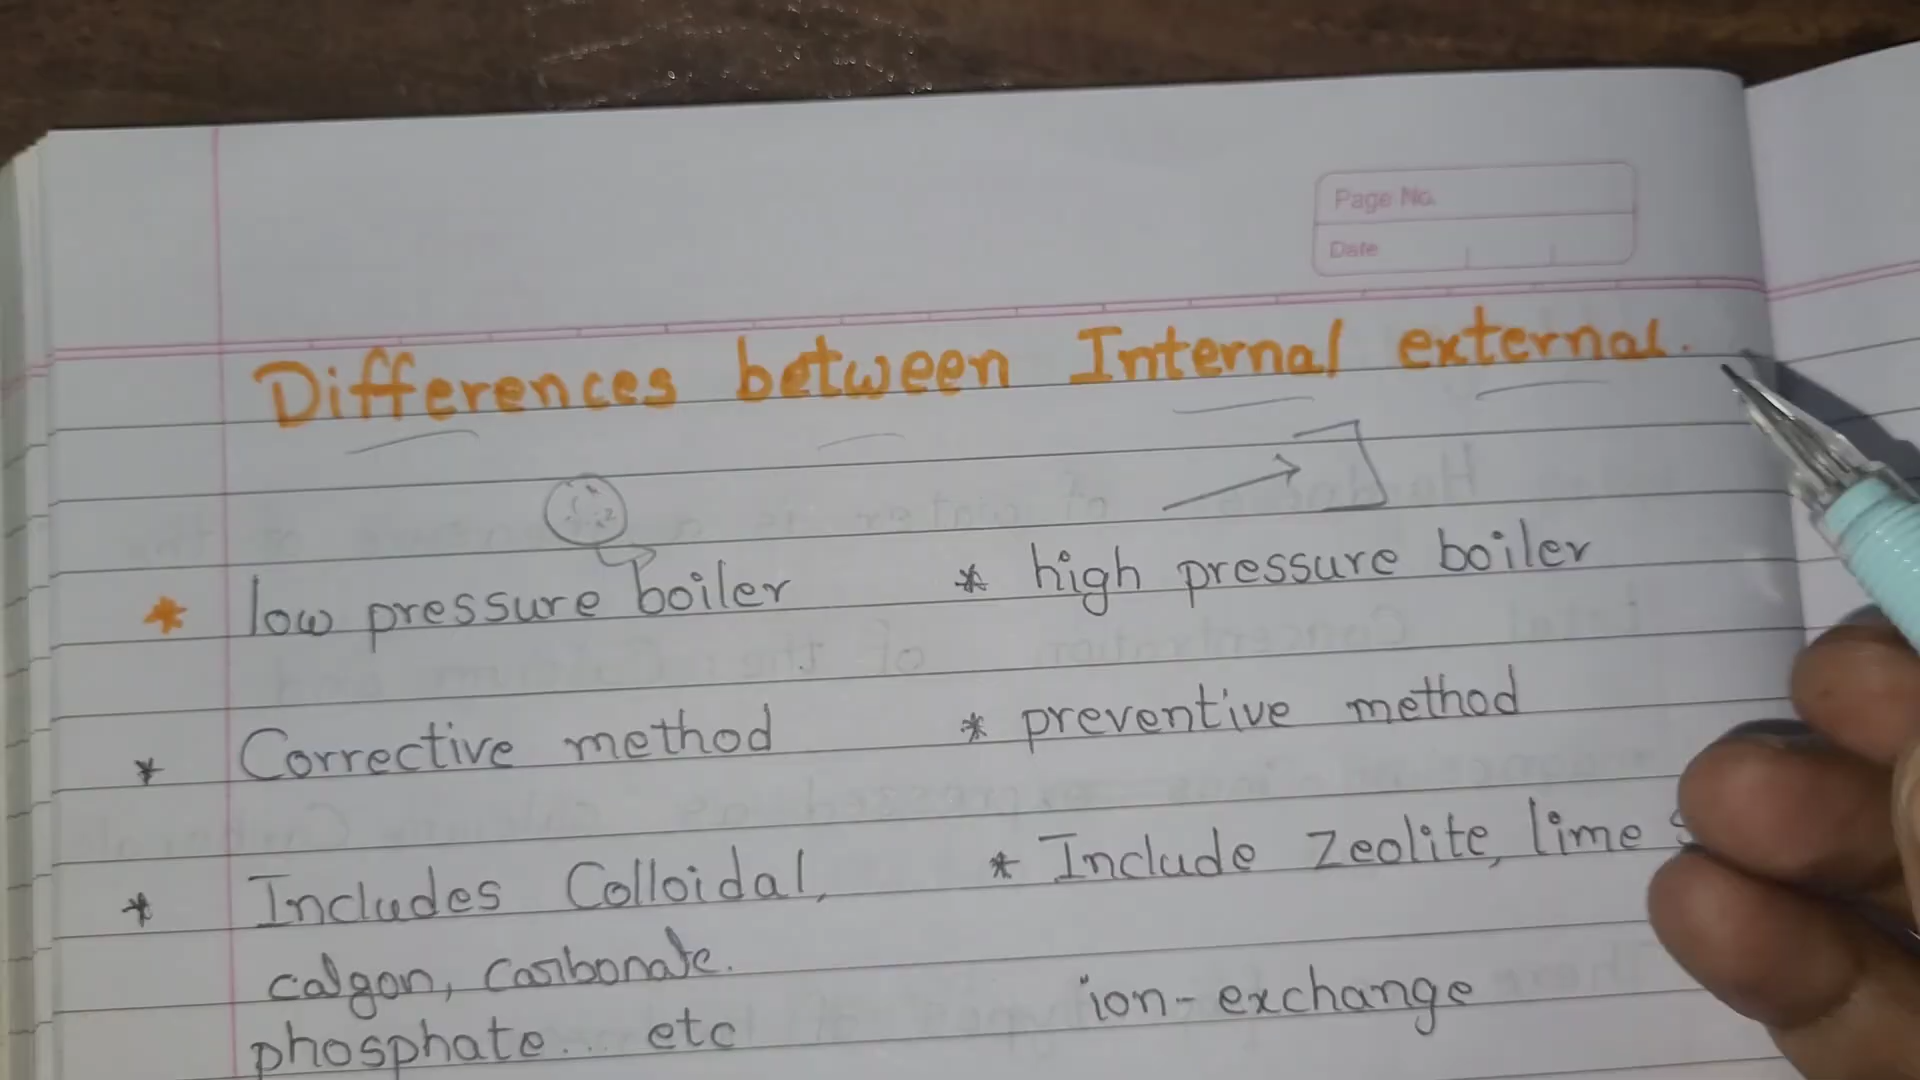 Page No.
Date
Differences between Internal external.
* low pressure boiler * high pressure boiler
* Corrective method * preventive method
* Includes Colloidal, * Include Zeolite, lime
calgon, carbonate. ion-exchange
phosphate... etc